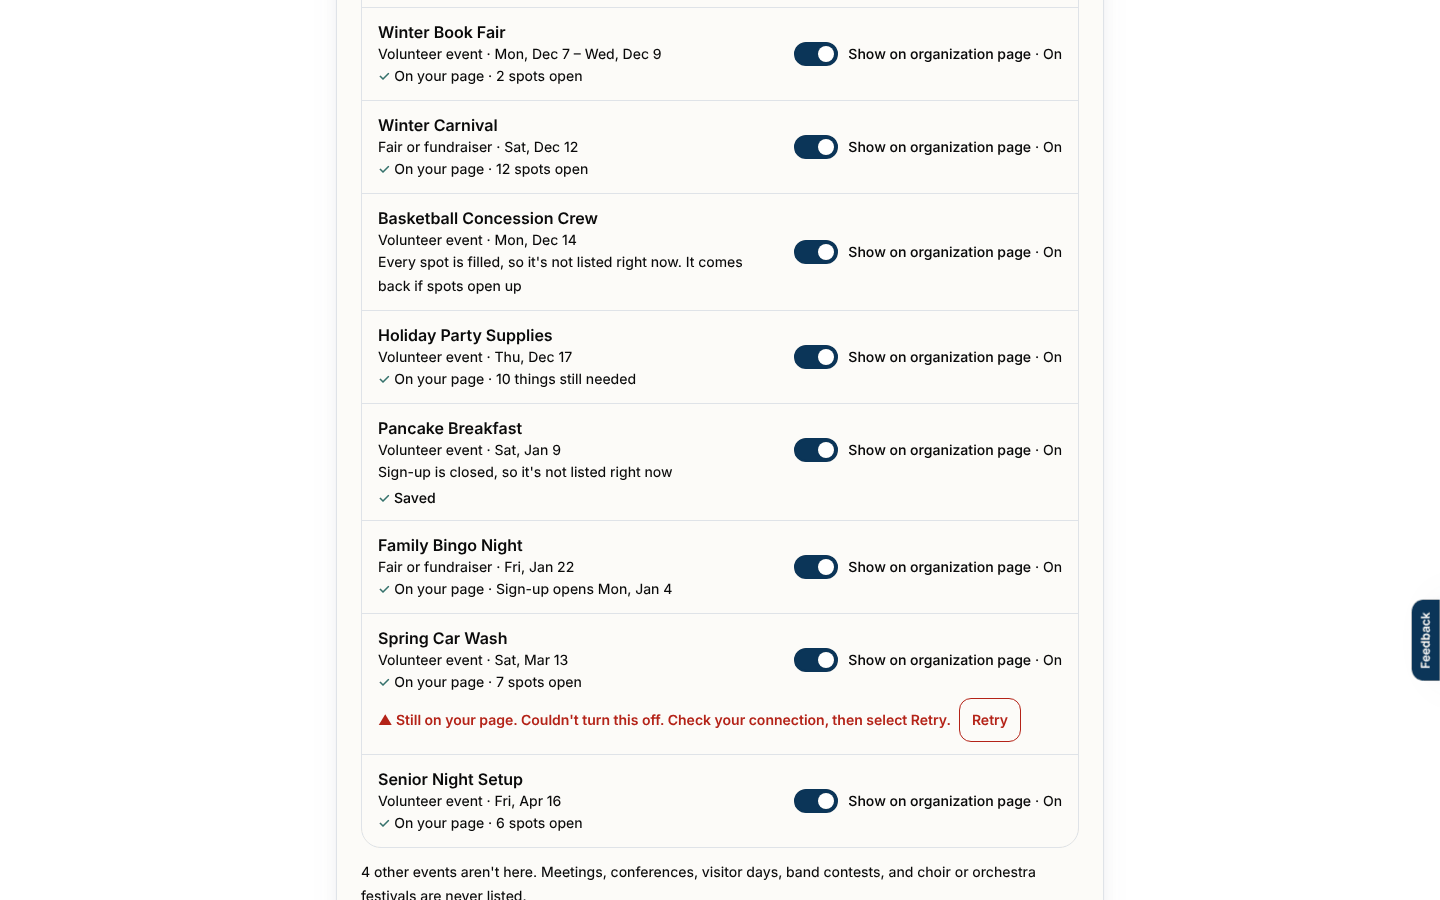 Winter Book Fair
Volunteer event · Mon, Dec 7 – Wed, Dec 9
✓ On your page · 2 spots open
Show on organization page · On
Winter Carnival
Fair or fundraiser · Sat, Dec 12
✓ On your page · 12 spots open
Show on organization page · On
Basketball Concession Crew
Volunteer event · Mon, Dec 14
Every spot is filled, so it's not listed right now. It comes
back if spots open up
Show on organization page · On
Holiday Party Supplies
Volunteer event · Thu, Dec 17
✓ On your page · 10 things still needed
Show on organization page · On
Pancake Breakfast
Volunteer event · Sat, Jan 9
Sign-up is closed, so it's not listed right now
✓ Saved
Show on organization page · On
Family Bingo Night
Fair or fundraiser · Fri, Jan 22
✓ On your page · Sign-up opens Mon, Jan 4
Show on organization page · On
Spring Car Wash
Volunteer event · Sat, Mar 13
✓ On your page · 7 spots open
Show on organization page · On
▲ Still on your page. Couldn't turn this off. Check your connection, then select Retry.
Retry
Senior Night Setup
Volunteer event · Fri, Apr 16
✓ On your page · 6 spots open
Show on organization page · On
4 other events aren't here. Meetings, conferences, visitor days, band contests, and choir or orchestra
festivals are never listed.
Feedback